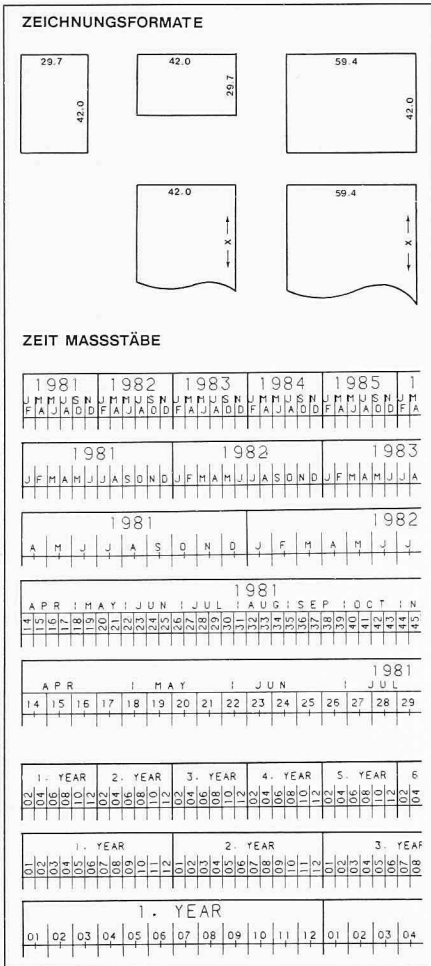 ZEICHNUNGSFORMATE
29.7
42.0
42.0
29.7
59.4
42.0
42.0
X
59.4
X
ZEIT MASSSTÄBE
1981 1982 1983 1984 1985 1
J M M J S N J M M J S N J M M J S N J M M J S N J M M J S N J M
F A J A O D F A J A O D F A J A O D F A J A O D F A J A O D F A
1981 1982 1983
J F M A M J J A S O N D J F M A M J J A S O N D J F M A M J J A
1981 1982
A M J J A S O N D J F M A M J J
1981
APR MAY JUN JUL AUG SEP OCT N
14 15 16 17 18 19 20 21 22 23 24 25 26 27 28 29 30 31 32 33 34 35 36 37 38 39 40 41 42 43 44 45
1981
APR MAY JUN JUL
14 15 16 17 18 19 20 21 22 23 24 25 26 27 28 29
1. YEAR 2. YEAR 3. YEAR 4. YEAR 5. YEAR 6
02 04 06 08 10 12 02 04 06 08 10 12 02 04 06 08 10 12 02 04 06 08 10 12 02 04 06 08 10 12 02 04
1. YEAR 2. YEAR 3. YEAR
01 02 03 04 05 06 07 08 09 10 11 12 01 02 03 04 05 06 07 08 09 10 11 12 01 02 03 04 05 06 07 08
1. YEAR
01 02 03 04 05 06 07 08 09 10 11 12 01 02 03 04